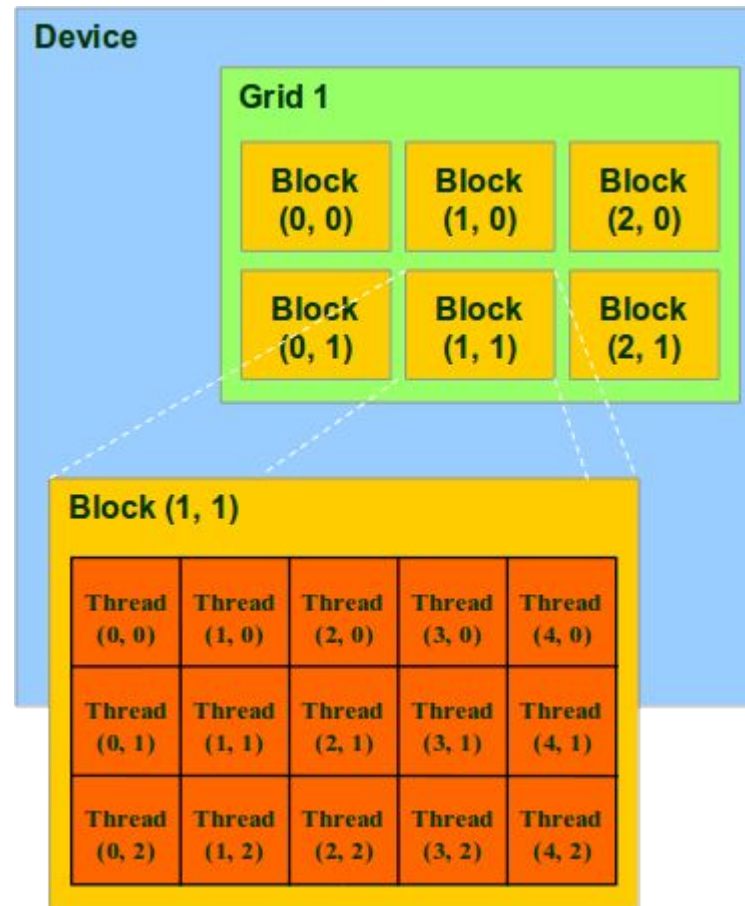 Device
Grid 1
Block
(0, 0)
Block
(1, 0)
Block
(2, 0)
Block
(0, 1)
Block
(1, 1)
Block
(2, 1)
Block (1, 1)
Thread
(0, 0)
Thread
(1, 0)
Thread
(2, 0)
Thread
(3, 0)
Thread
(4, 0)
Thread
(0, 1)
Thread
(1, 1)
Thread
(2, 1)
Thread
(3, 1)
Thread
(4, 1)
Thread
(0, 2)
Thread
(1, 2)
Thread
(2, 2)
Thread
(3, 2)
Thread
(4, 2)